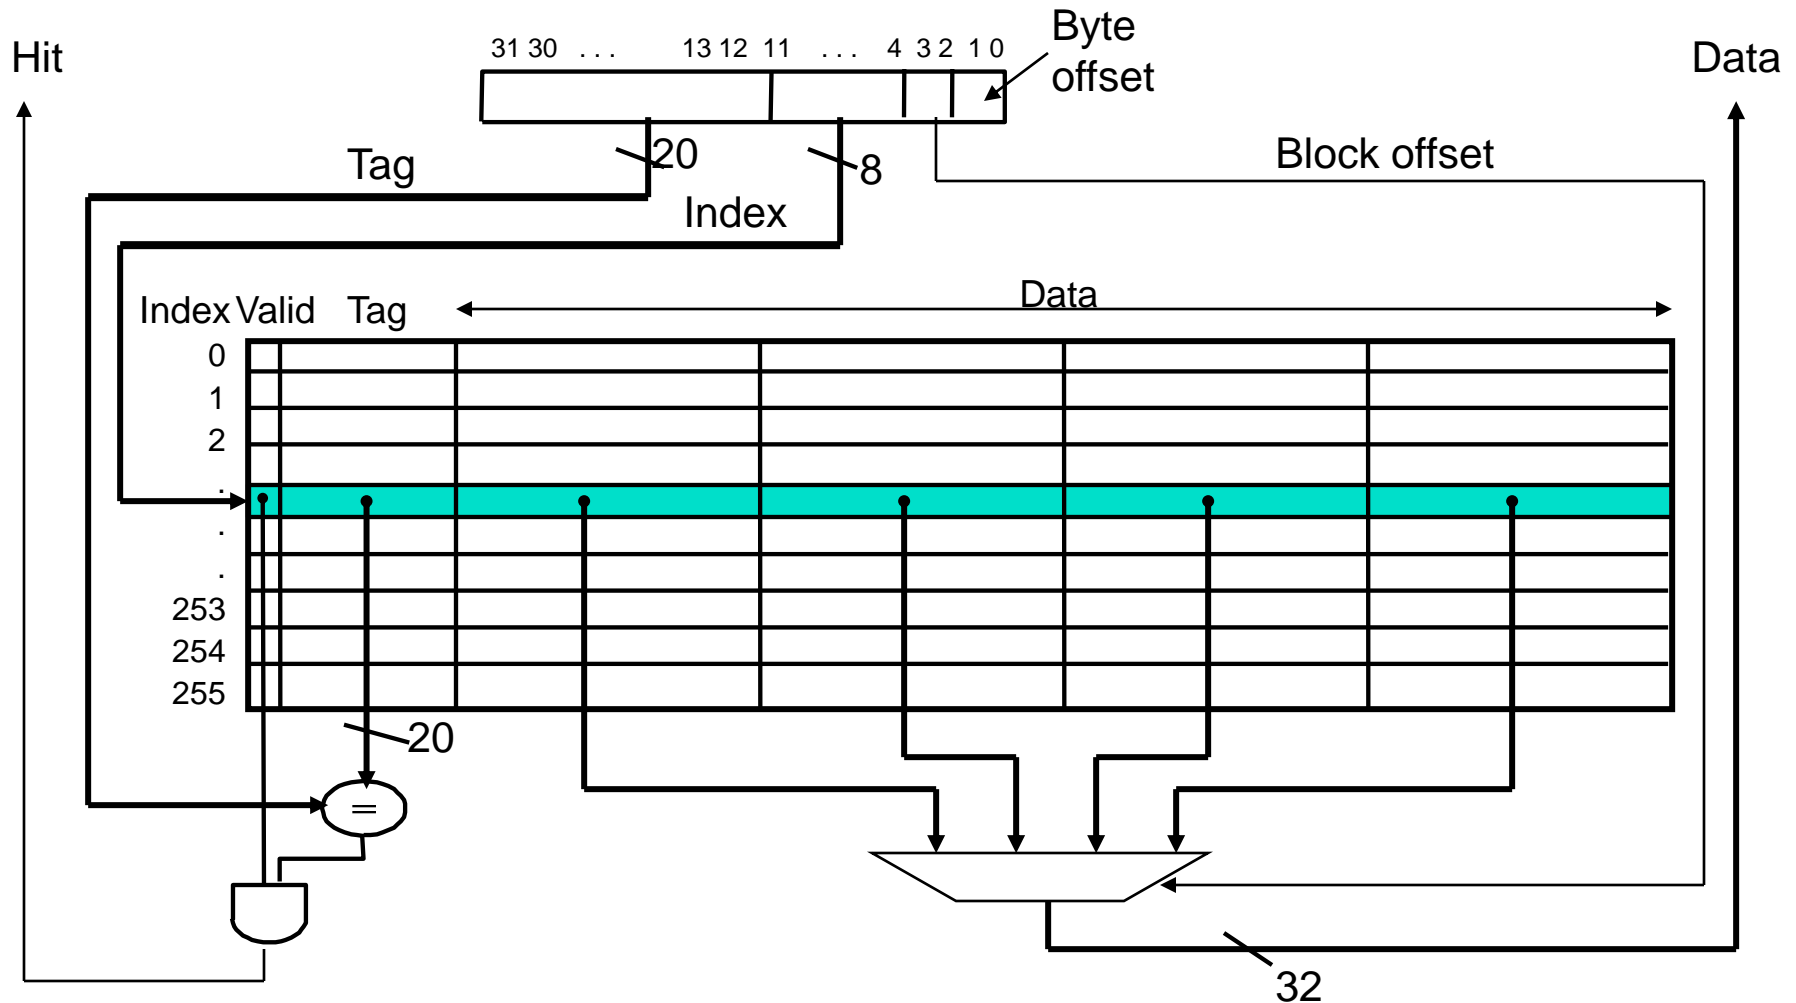 Hit
31 30 . . . 13 12 11 . . . 4 3 2 1 0
Byte
offset
Data
Tag
20
8
Block offset
Index
Index Valid Tag
Data
0
1
2
.
.
.
253
254
255
20
=
32